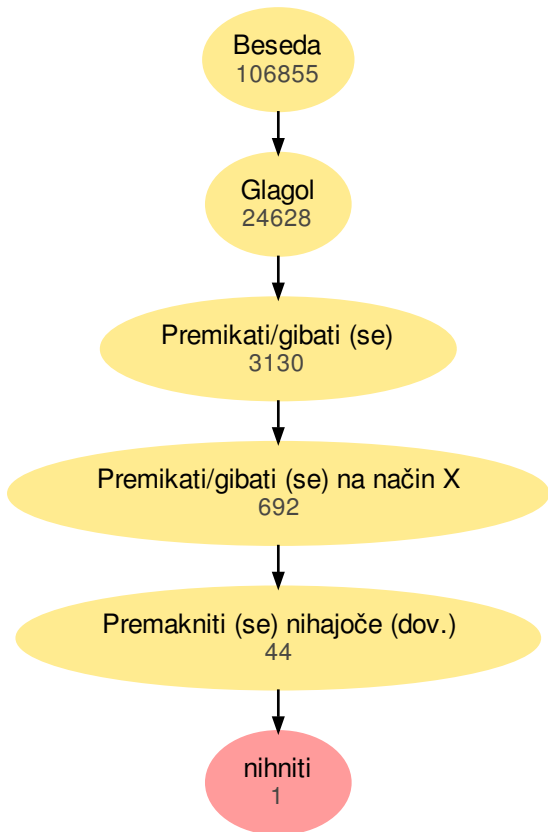 Beseda
106855
Glagol
24628
Premikati/gibati (se)
3130
Premikati/gibati (se) na način X
692
Premakniti (se) nihajoče (dov.)
44
nihniti
1